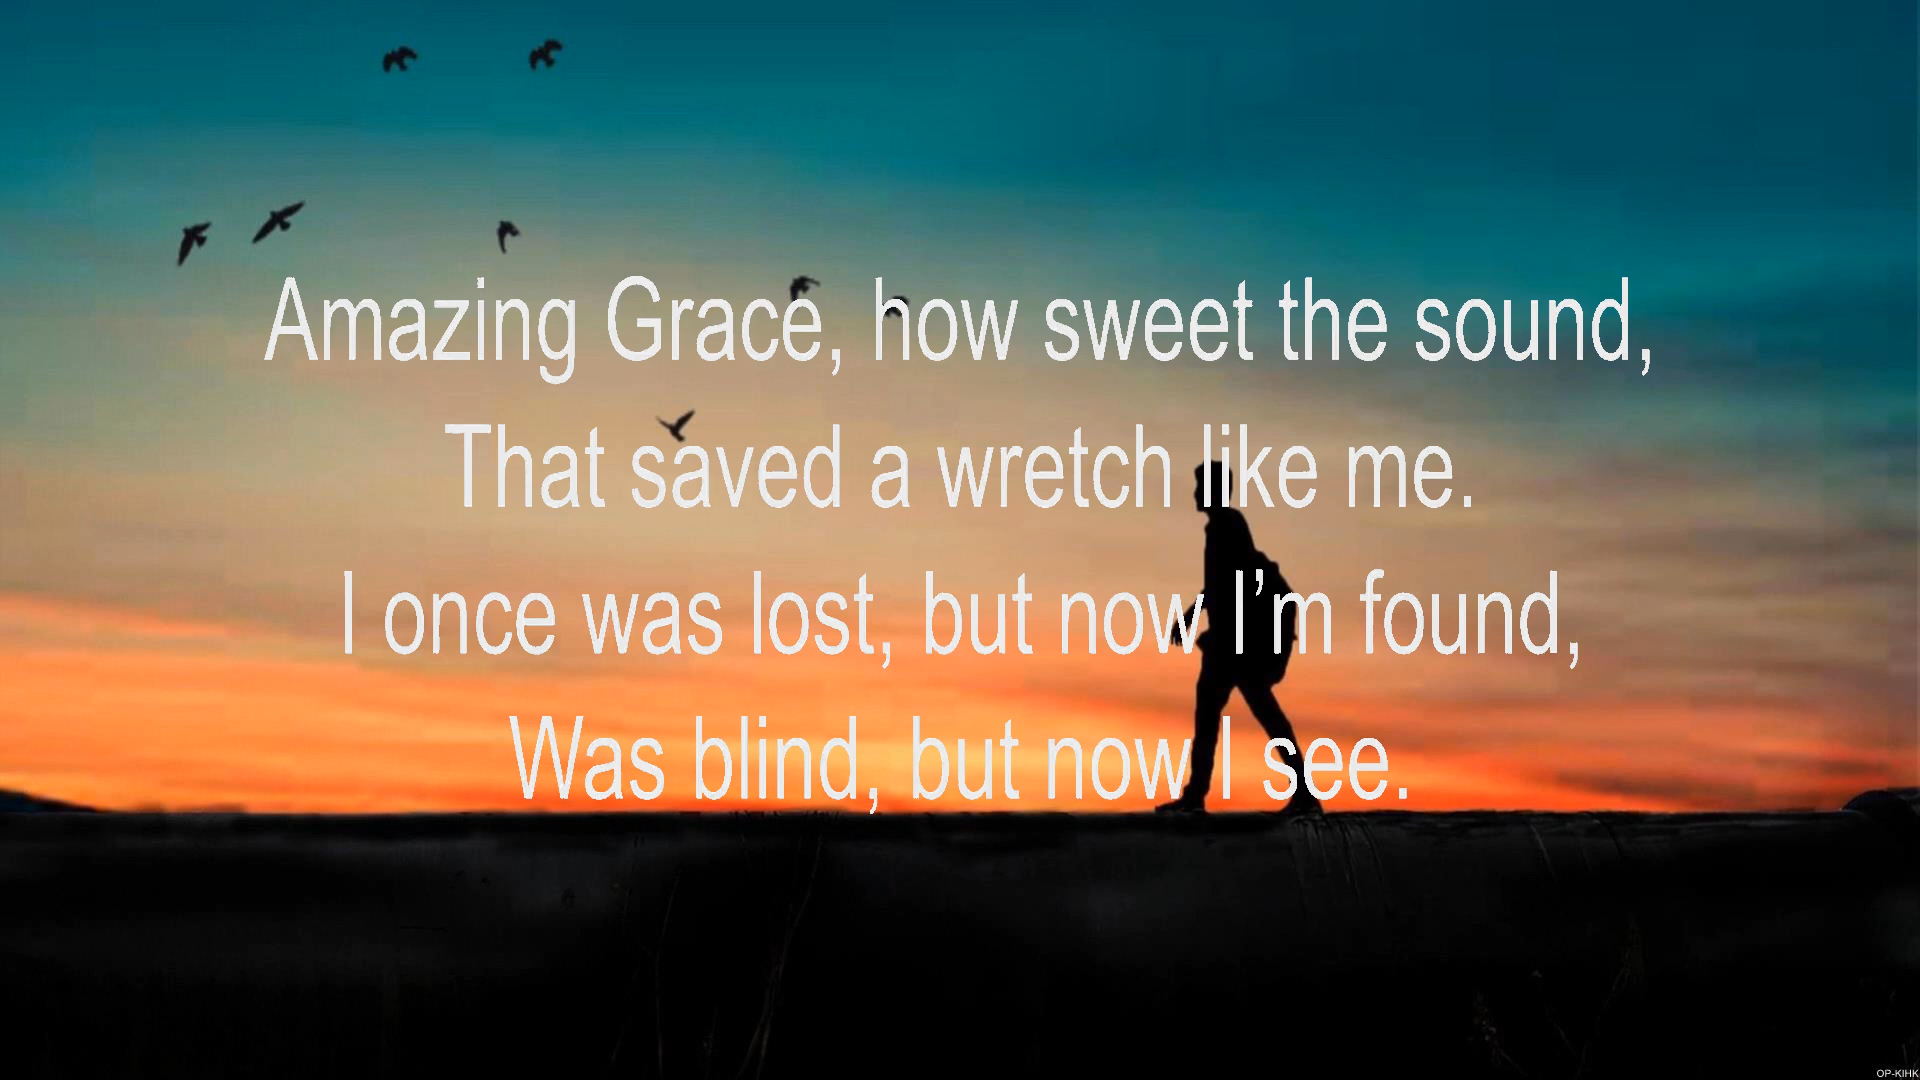 Amazing Grace, how sweet the sound,
That saved a wretch like me.
I once was lost, but now I’m found,
Was blind, but now I see.
OP-KIHK